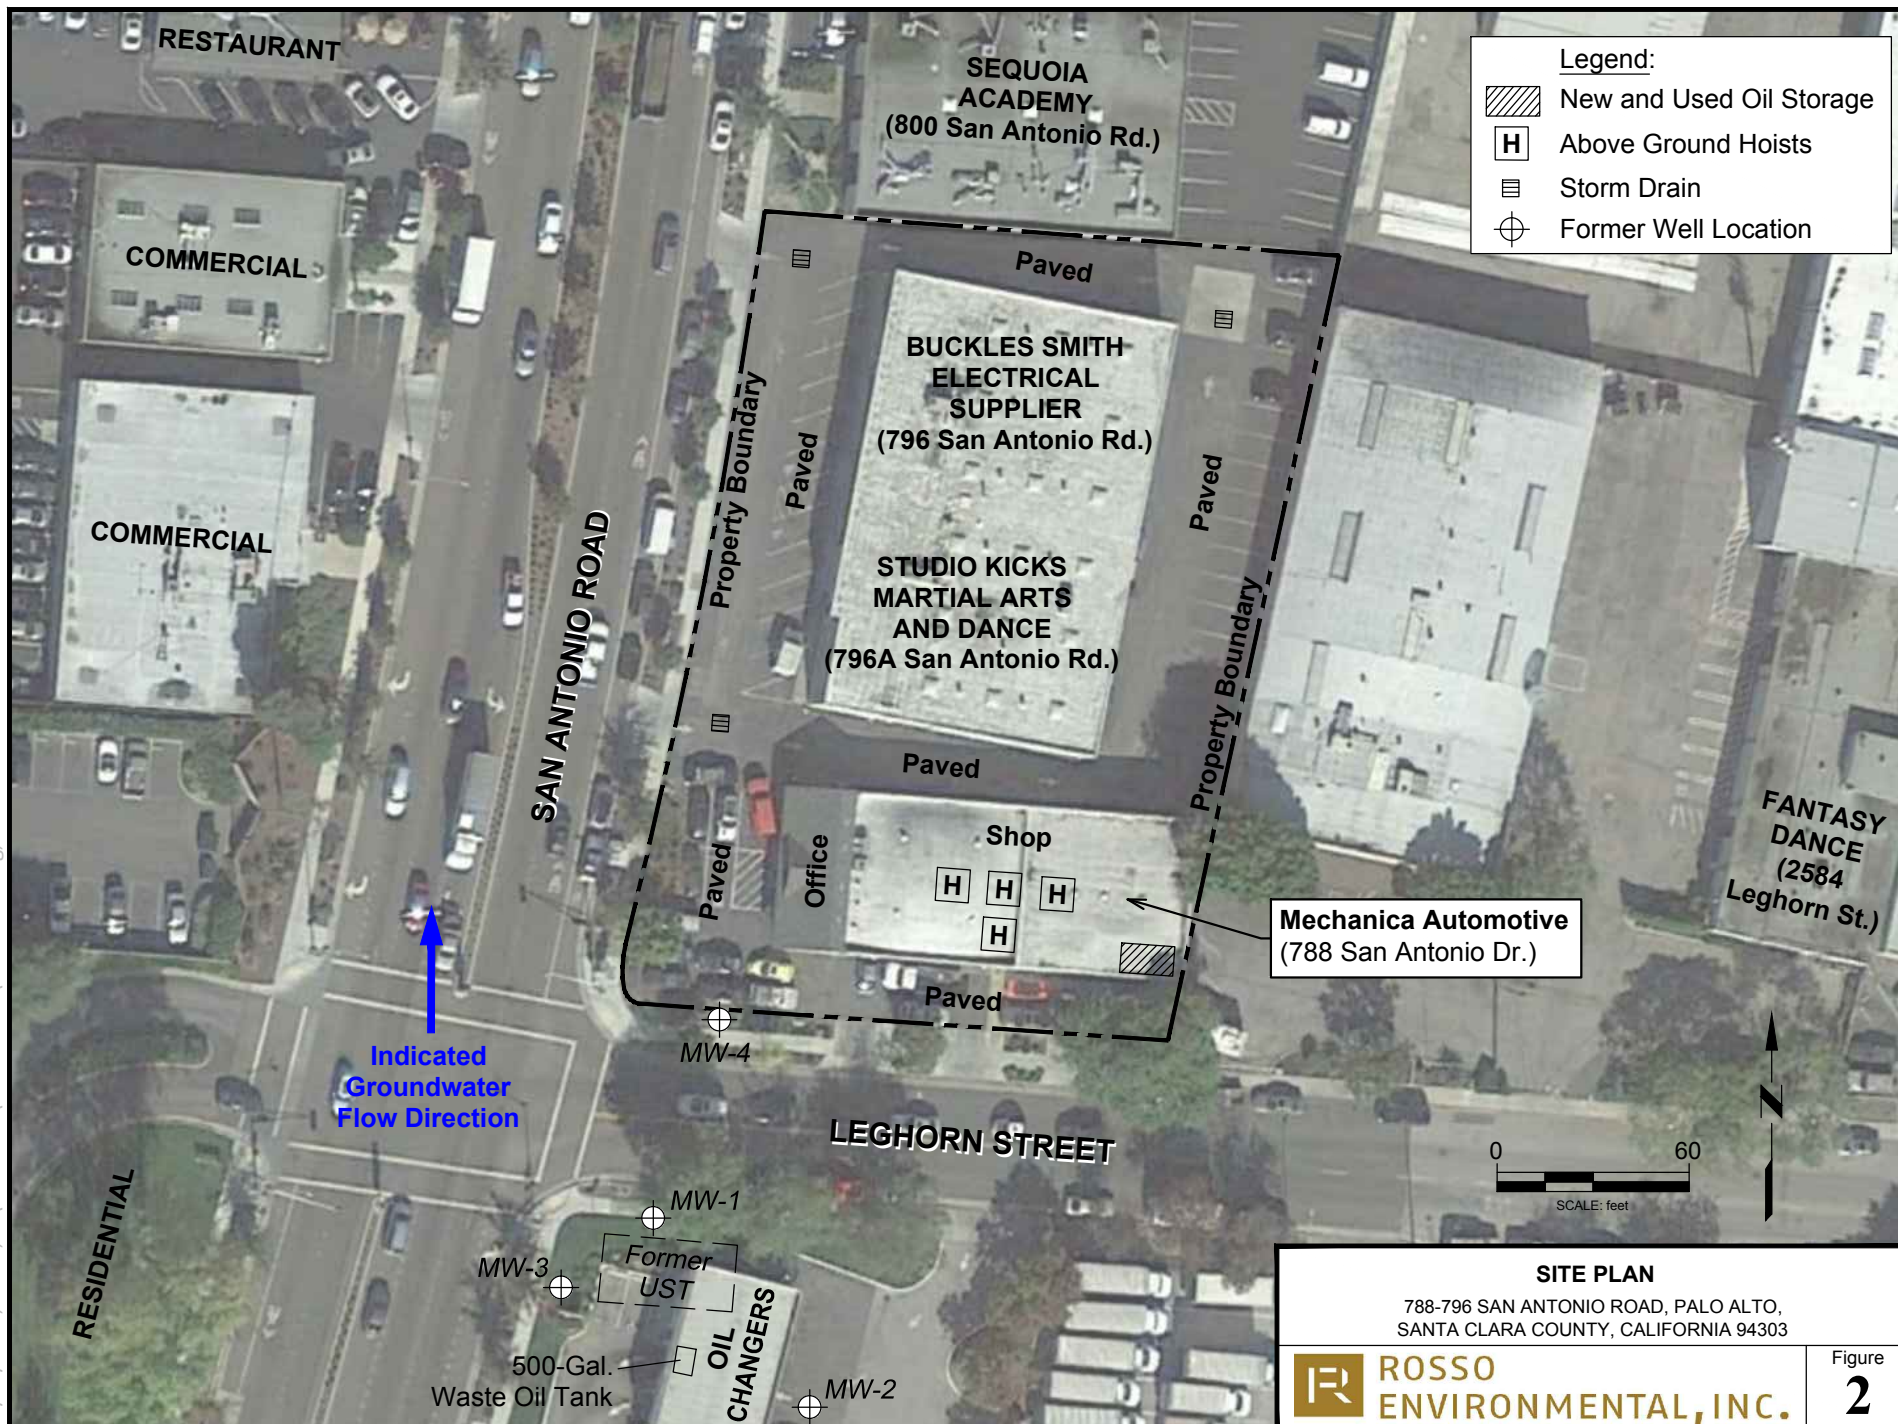 RESTAURANT
SEQUOIA
ACADEMY
(800 San Antonio Rd.)
Legend:
New and Used Oil Storage
H Above Ground Hoists
Storm Drain
Former Well Location
COMMERCIAL
Paved
BUCKLES SMITH
ELECTRICAL
SUPPLIER
(796 San Antonio Rd.)
Property Boundary
Paved
Paved
COMMERCIAL
SAN ANTONIO ROAD
STUDIO KICKS
MARTIAL ARTS
AND DANCE
(796A San Antonio Rd.)
Property Boundary
Paved
Shop
Office
Paved
H H H
H
Mechanica Automotive
(788 San Antonio Dr.)
FANTASY
DANCE
(2584
Leghorn St.)
Paved
MW-4
Indicated
Groundwater
Flow Direction
LEGHORN STREET
RESIDENTIAL
MW-1
Former
UST
MW-3
OIL
CHANGERS
500-Gal.
Waste Oil Tank
MW-2
N
0 60
SCALE: feet
SITE PLAN
788-796 SAN ANTONIO ROAD, PALO ALTO,
SANTA CLARA COUNTY, CALIFORNIA 94303
R
ROSSO
ENVIRONMENTAL, INC.
Figure
2